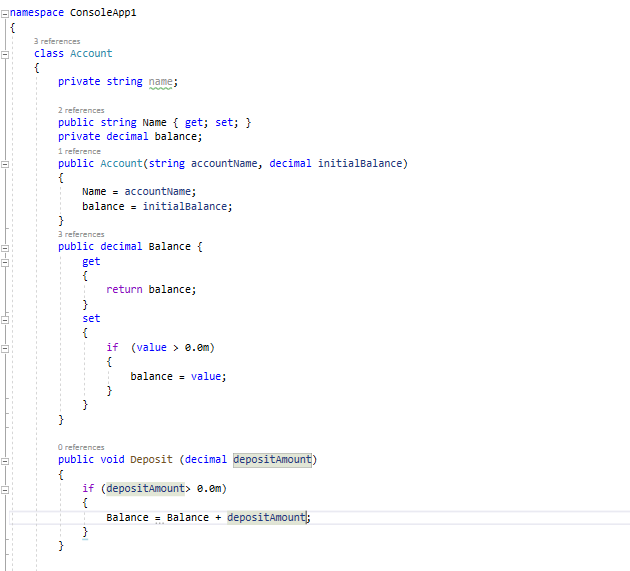 namespace ConsoleApp1
{
3 references
class Account
{
private string name;
2 references
public string Name { get; set; }
private decimal balance;
1 reference
public Account(string accountName, decimal initialBalance)
{
Name = accountName;
balance = initialBalance;
}
3 references
public decimal Balance {
get
{
return balance;
}
set
{
if  (value > 0.0m)
{
balance = value;
}
}
}
0 references
public void Deposit (decimal depositAmount)
{
if (depositAmount> 0.0m)
{
Balance = Balance + depositAmount;
}
}